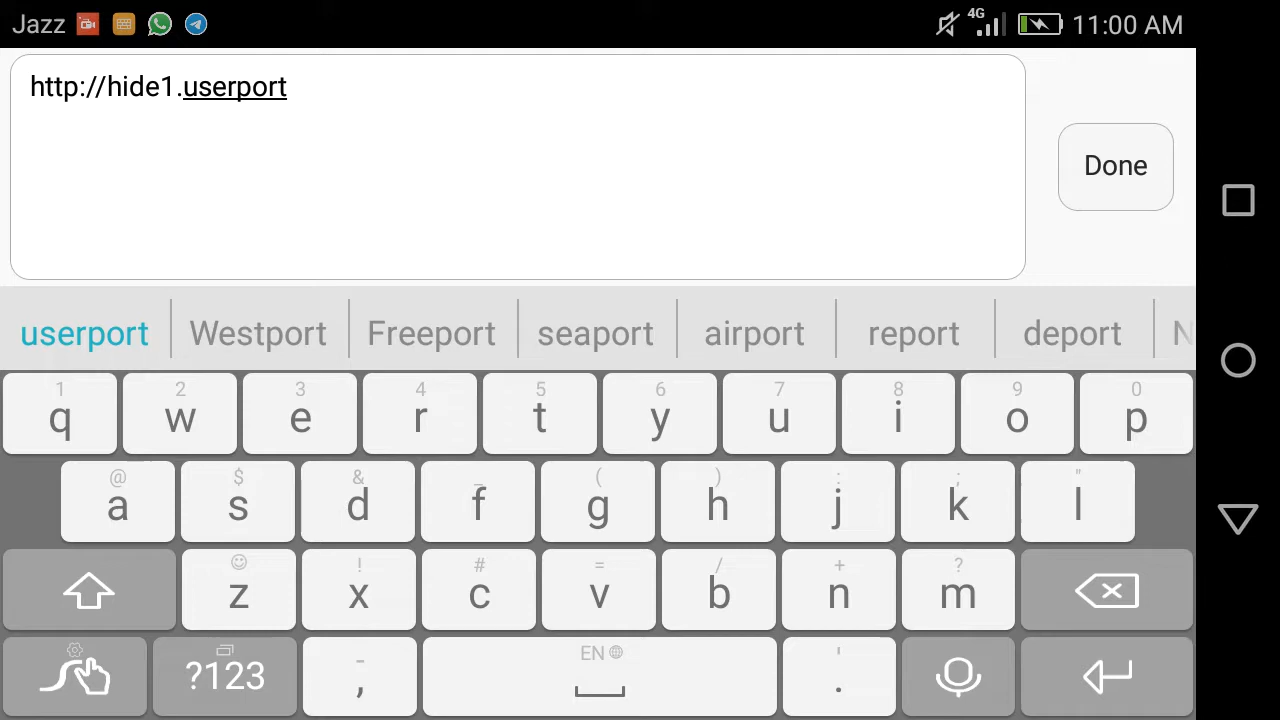 Jazz 4G 11:00 AM
http://hide1.userport
Done
userport Westport Freeport seaport airport report deport N
1 2 3 4 5 6 7 8 9 0
q w e r t y u i o p
@ $ & _ ( ) : ; "
a s d f g h j k l
! # = / + ?
z x c v b n m
EN
?123 - , ' .